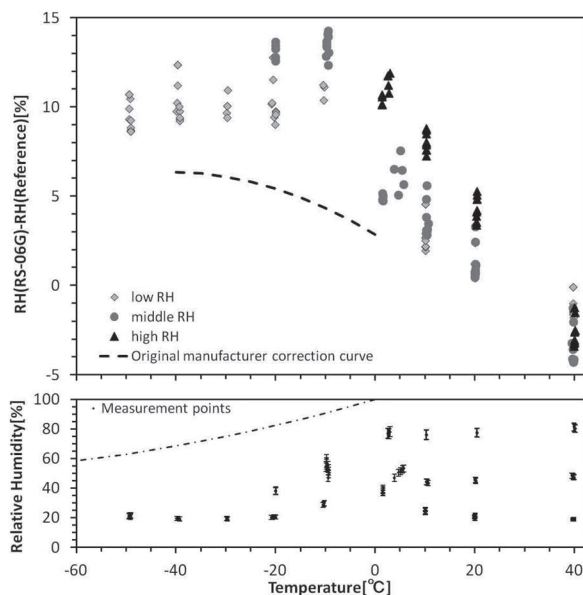 RH(RS-06G)-RH(Reference)[%]
15
10
5
0
-5
low RH
middle RH
high RH
Original manufacturer correction curve
Relative Humidity[%]
100
80
60
40
20
0
Measurement points
-60 -40 -20 0 20 40
Temperature[℃]